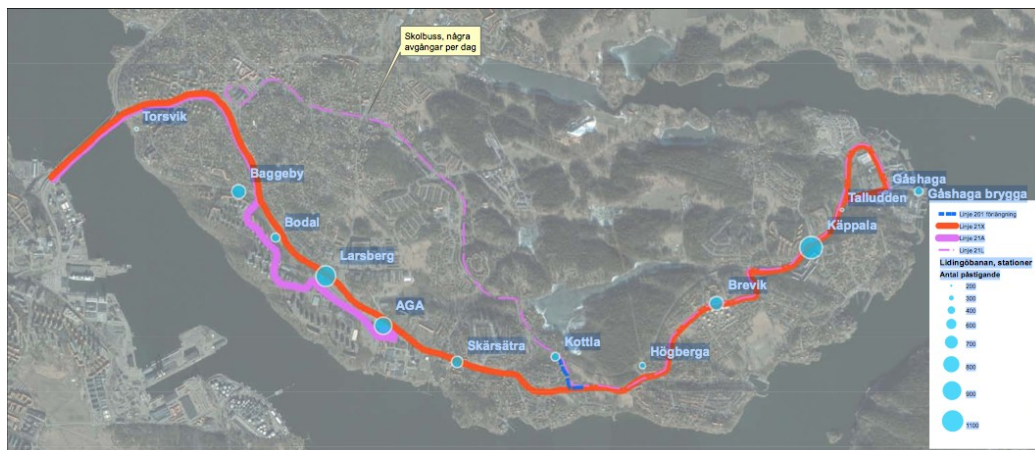 Skolbuss, några
avgångar per dag
Torsvik
Baggeby
Bodal
Larsberg
AGA
Skärsätra
Kottla
Högberga
Brevik
Käppala
Talludden
Gåshaga
Gåshaga brygga
Linje 201 förlängning
Linje 21X
Linje 21A
Linje 21L
Lidingöbanan, stationer
Antal påstigande
200
300
400
600
700
800
900
1100